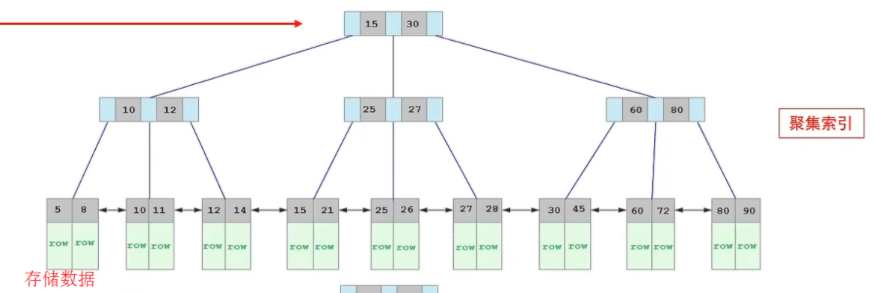 15 30
10 12 25 27 60 80
聚集索引
5 8 10 11 12 14 15 21 25 26 27 28 30 45 60 72 80 90
row row row row row row row row row row row row row row row row row row
存储数据